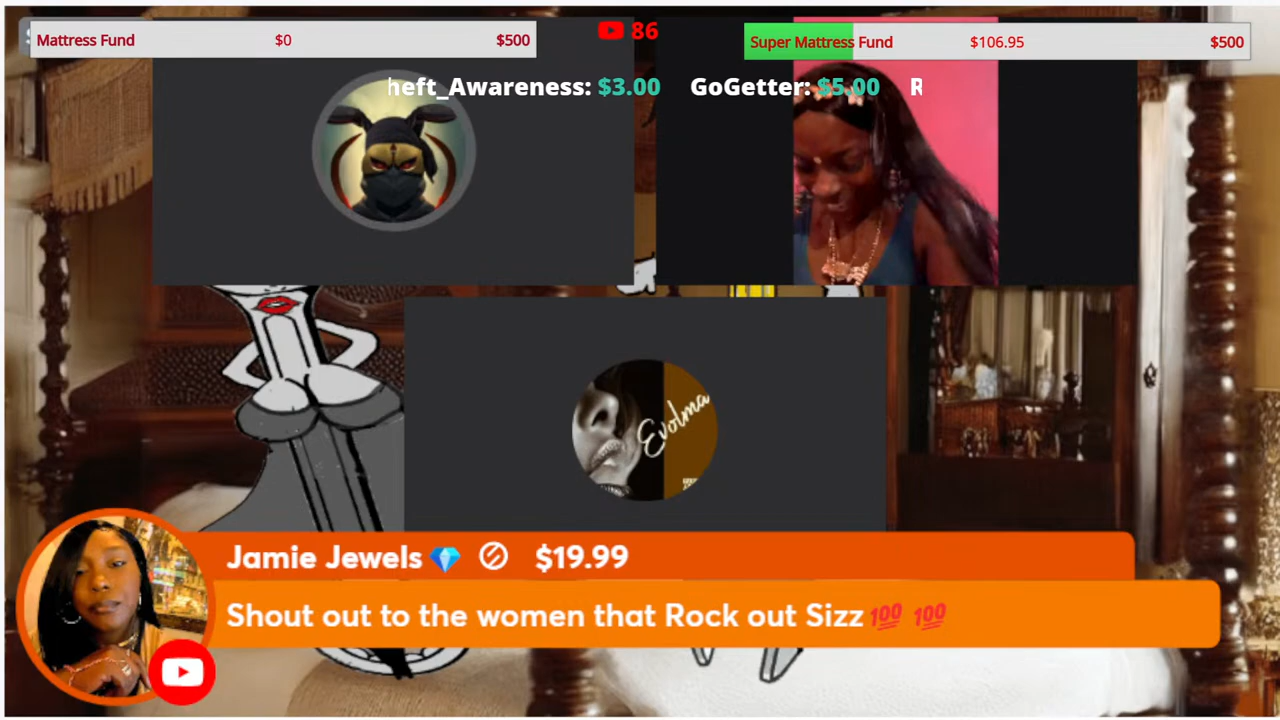 Mattress Fund $0 $500
86
Super Mattress Fund $106.95 $500
heft_Awareness: $3.00 GoGetter: $5.00 R
Evolma
Jamie Jewels💎 $19.99
Shout out to the women that Rock out Sizz💯 💯